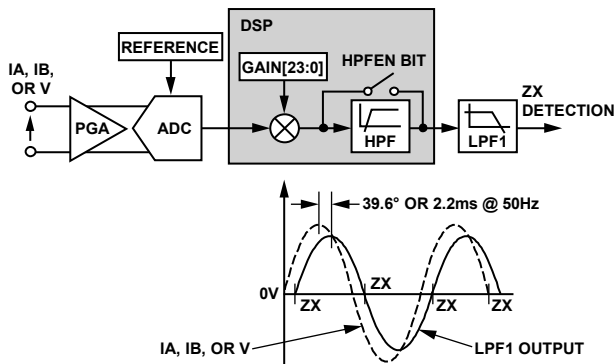 DSP
REFERENCE
HPFEN BIT
GAIN[23:0]
IA, IB,
OR V
ZX
DETECTION
PGA
ADC
HPF
LPF1
39.6° OR 2.2ms @ 50Hz
ZX
0V
ZX
ZX
ZX
IA, IB, OR V
LPF1 OUTPUT